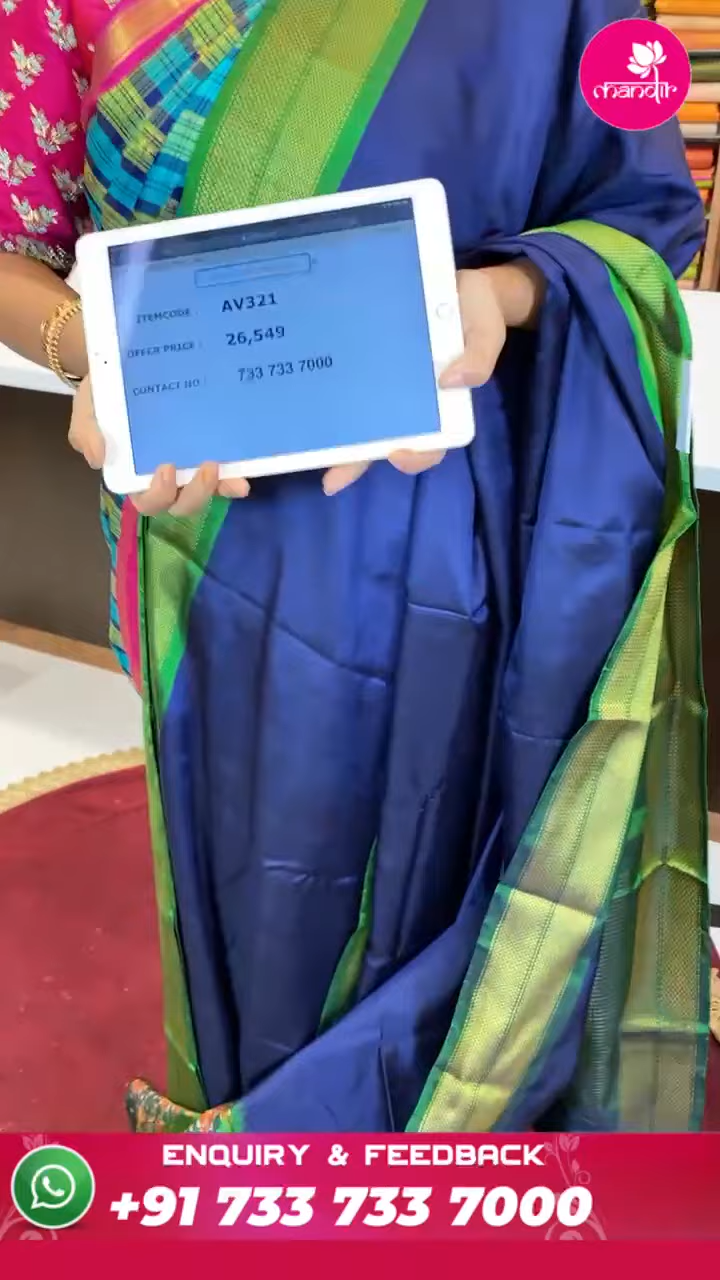 mandir
ITEMCODE : AV321
OFFER PRICE : 26,549
CONTACT NO : 733 733 7000
ENQUIRY & FEEDBACK
+91 733 733 7000